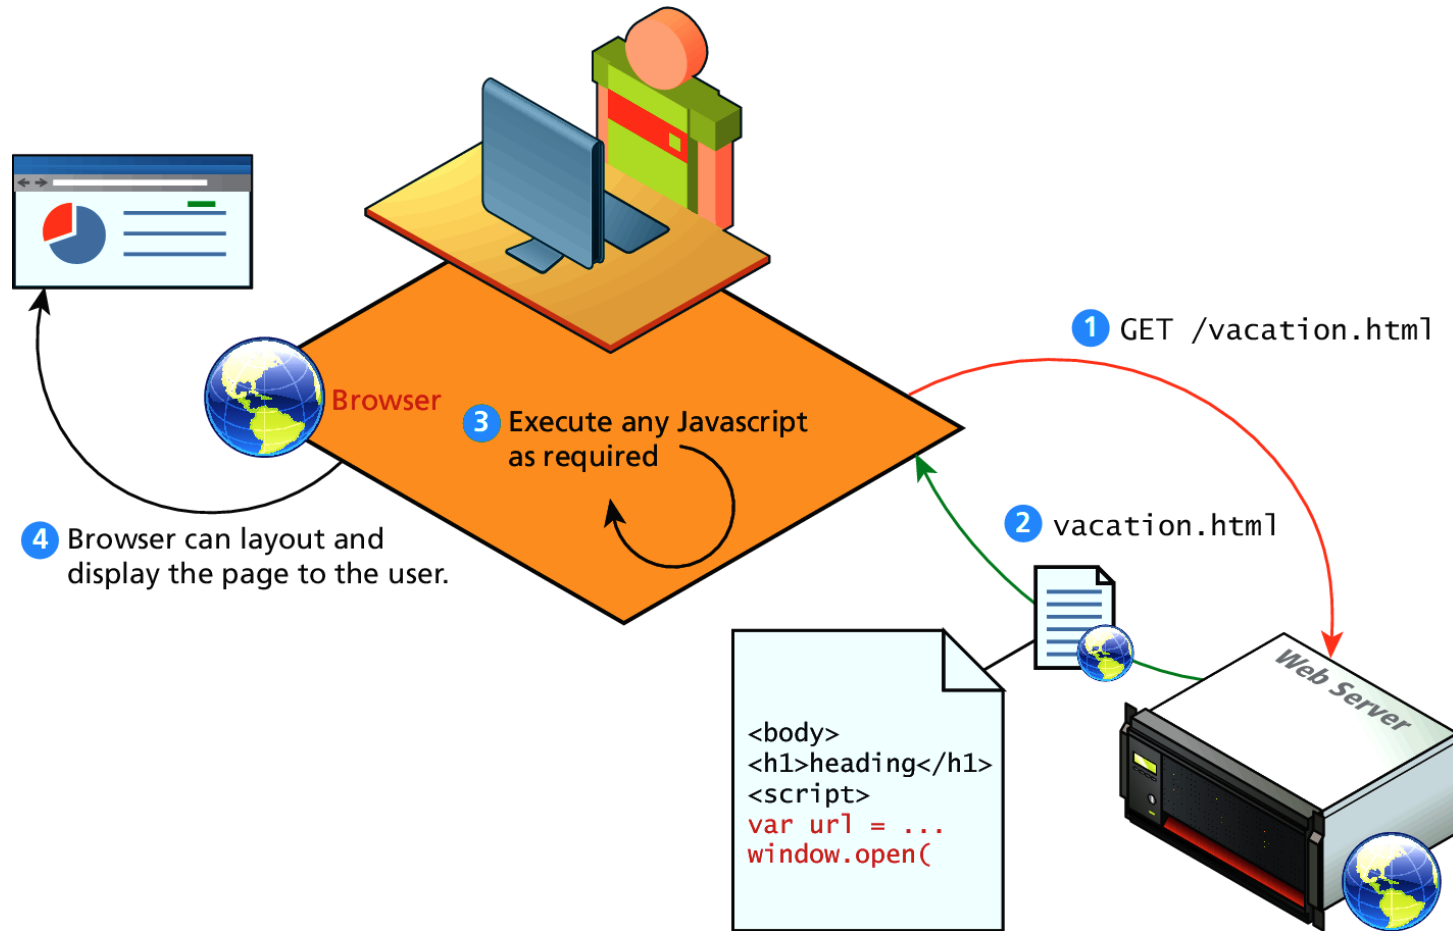 1 GET /vacation.html
Browser
3 Execute any Javascript
as required
2 vacation.html
4 Browser can layout and
display the page to the user.
Web Server
<body>
<h1>heading</h1>
<script>
var url = ...
window.open(